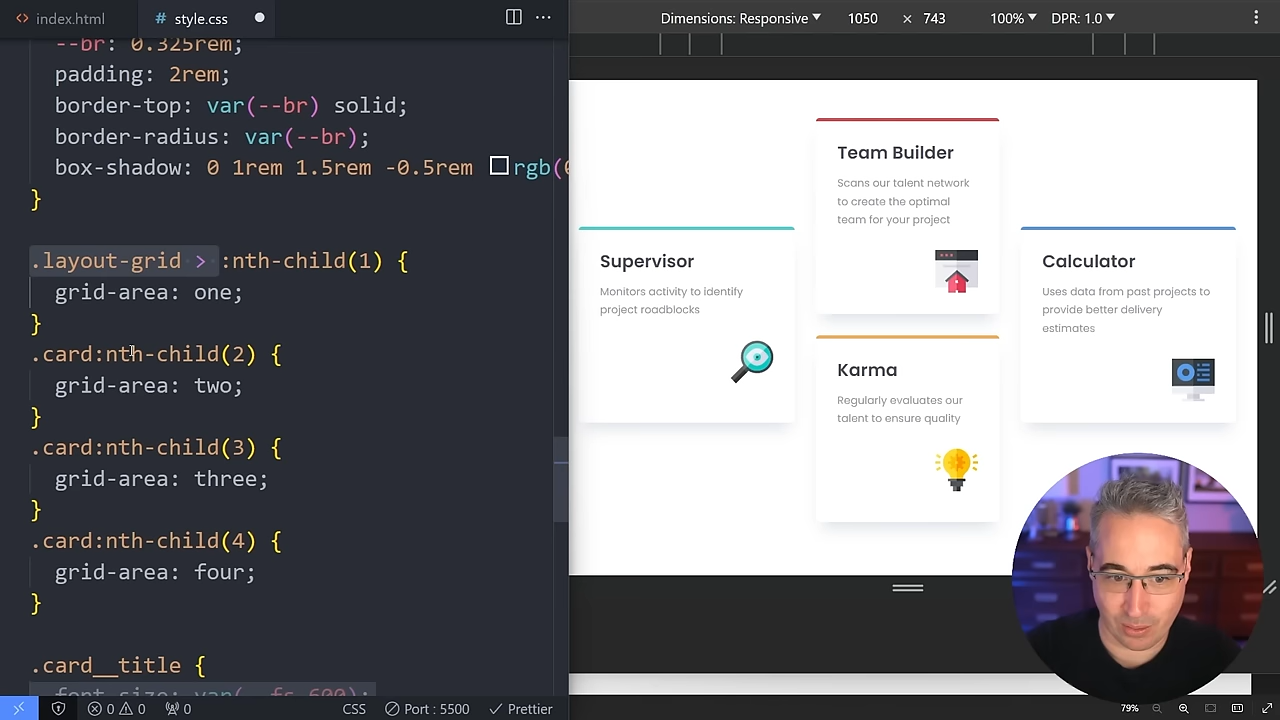 index.html
# style.css
Dimensions: Responsive 1050 × 743 100% DPR: 1.0
--br: 0.325rem;
padding: 2rem;
border-top: var(--br) solid;
border-radius: var(--br);
box-shadow: 0 1rem 1.5rem -0.5rem rgb(
}
.layout-grid > :nth-child(1) {
grid-area: one;
}
.card:nth-child(2) {
grid-area: two;
}
.card:nth-child(3) {
grid-area: three;
}
.card:nth-child(4) {
grid-area: four;
}
.card__title {
font-size: var(--fs-600);
CSS Port : 5500 Prettier
0 0 0
Team Builder
Scans our talent network
to create the optimal
team for your project
Supervisor
Monitors activity to identify
project roadblocks
Calculator
Uses data from past projects to
provide better delivery
estimates
Karma
Regularly evaluates our
talent to ensure quality
79%